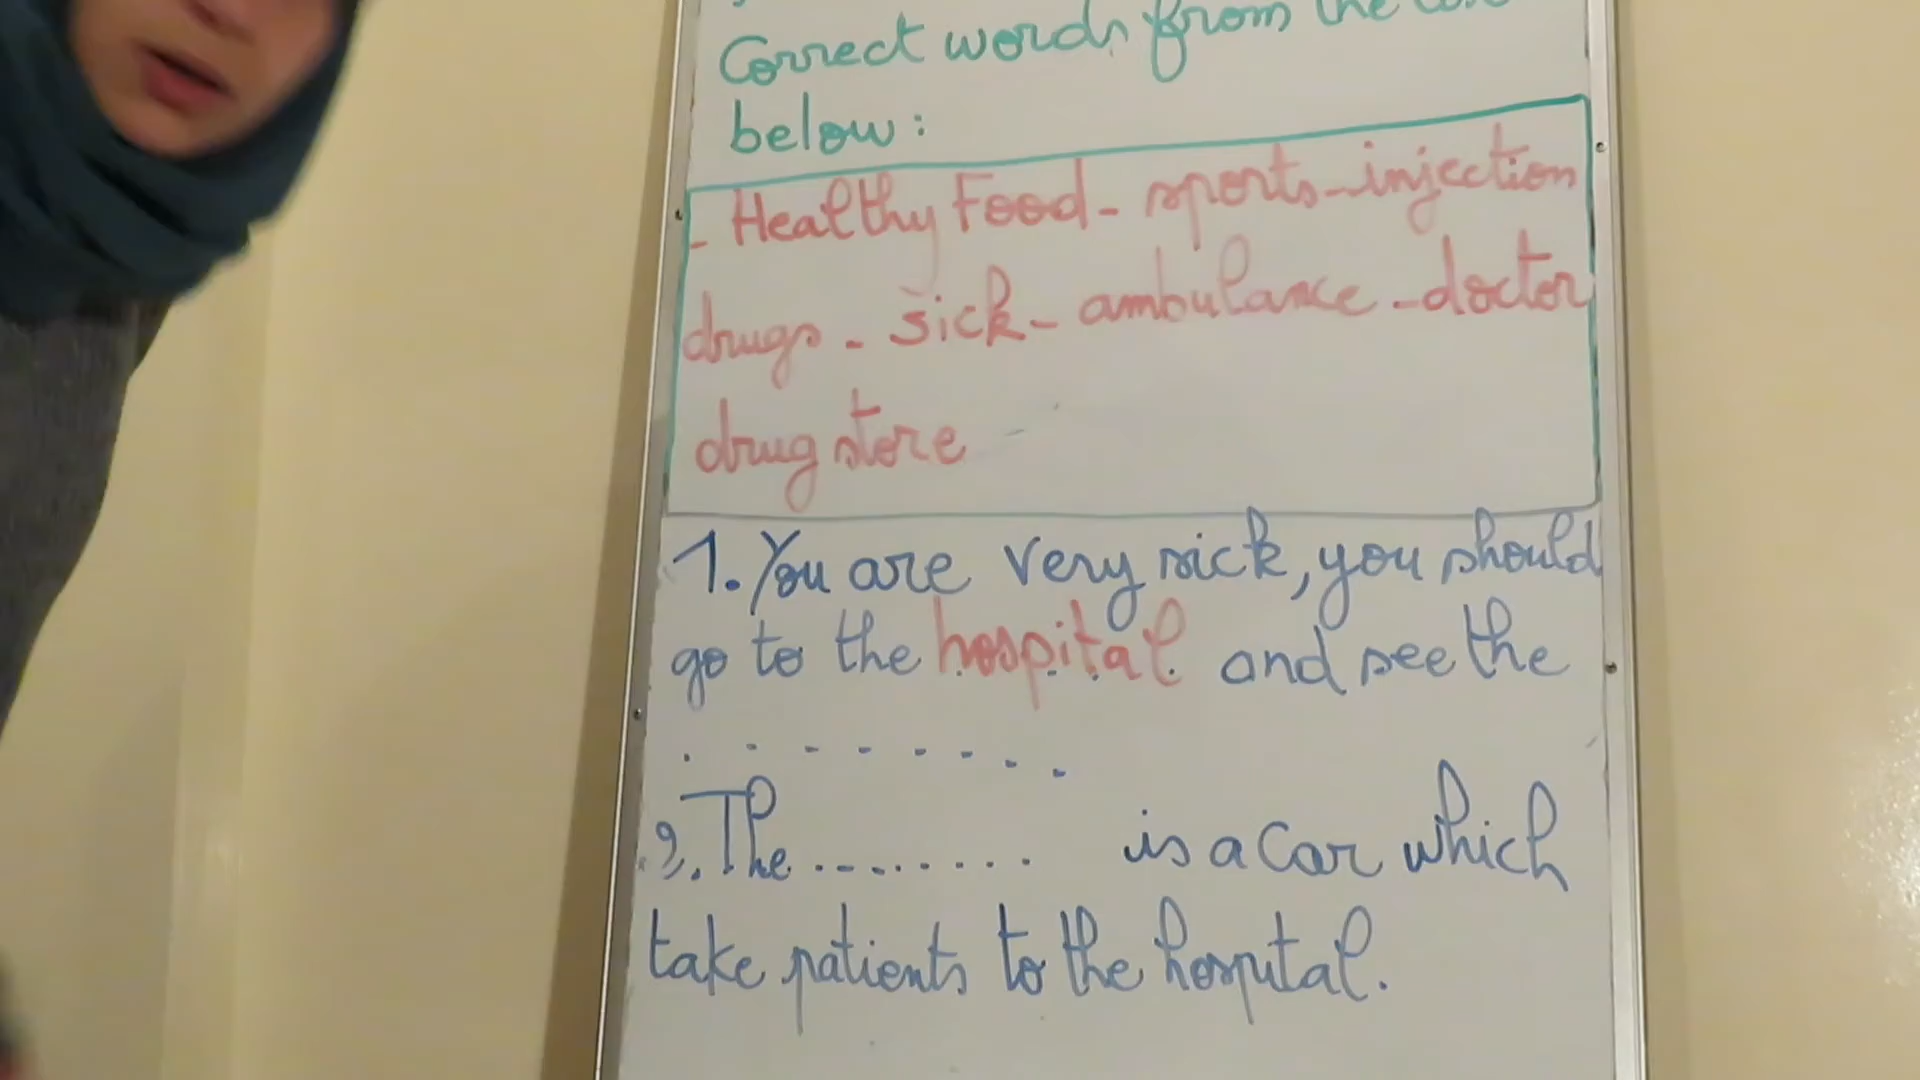 Correct words from the
below:
- Healthy Food - sports - injection
drugs - sick - ambulance - doctor
drug store
1. You are very sick, you should
go to the hospital and see the
. . . . . . . .
2. The ........ is a car which
take patients to the hospital.